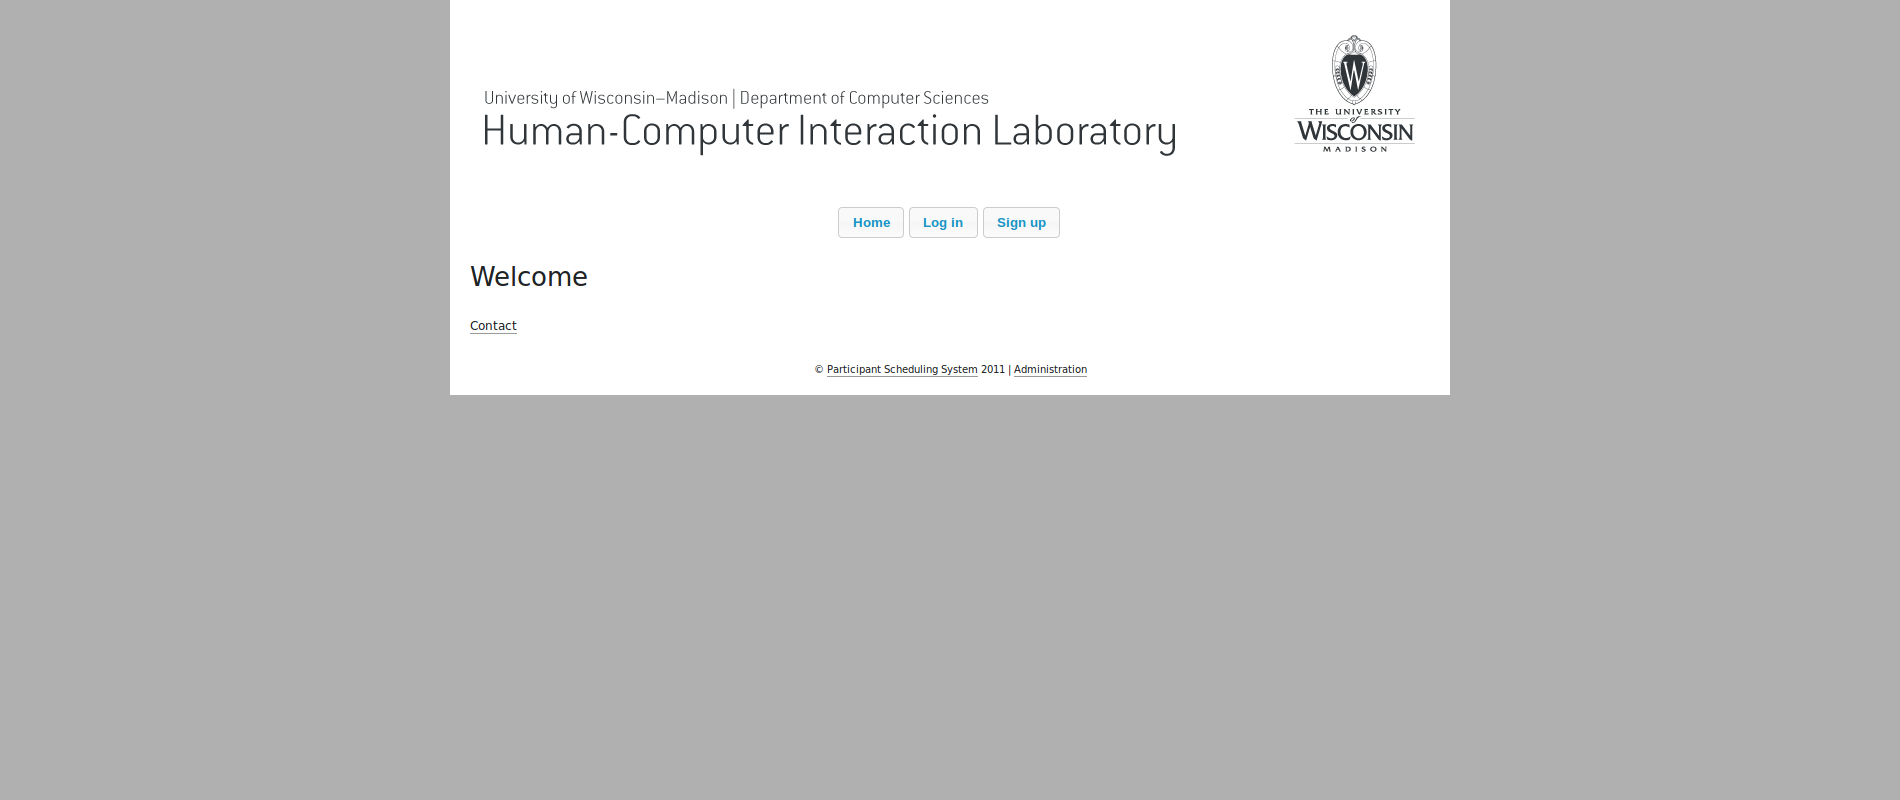 University of Wisconsin–Madison | Department of Computer Sciences
Human-Computer Interaction Laboratory
W
THE UNIVERSITY
of
WISCONSIN
MADISON
Home Log in Sign up
Welcome
Contact
© Participant Scheduling System 2011 | Administration